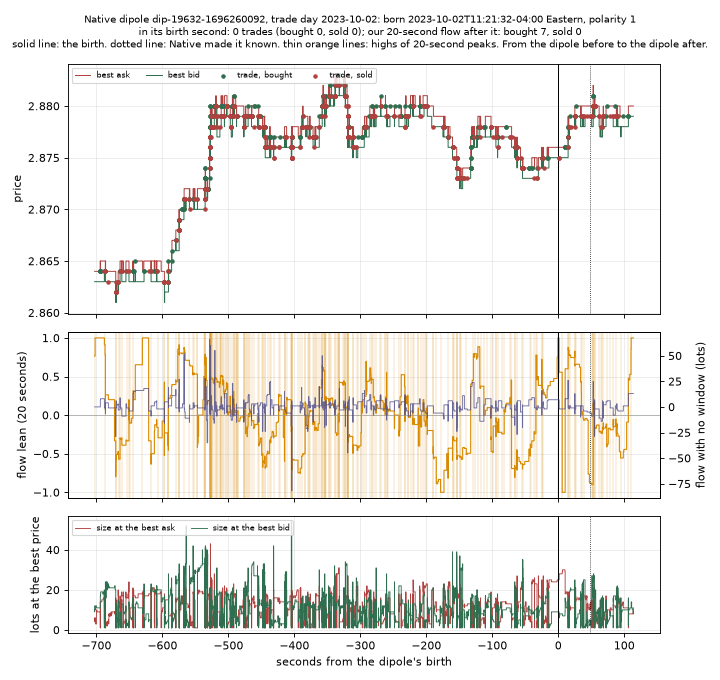 Native dipole dip-19632-1696260092, trade day 2023-10-02: born 2023-10-02T11:21:32-04:00 Eastern, polarity 1
in its birth second: 0 trades (bought 0, sold 0); our 20-second flow after it: bought 7, sold 0
solid line: the birth. dotted line: Native made it known. thin orange lines: highs of 20-second peaks. From the dipole before to the dipole after.
best ask best bid trade, bought trade, sold
2.880
2.875
2.870
2.865
2.860
price
1.0
0.5
0.0
−0.5
−1.0
flow lean (20 seconds)
50
25
0
−25
−50
−75
flow with no window (lots)
size at the best ask size at the best bid
40
20
0
lots at the best price
−700 −600 −500 −400 −300 −200 −100 0 100
seconds from the dipole's birth